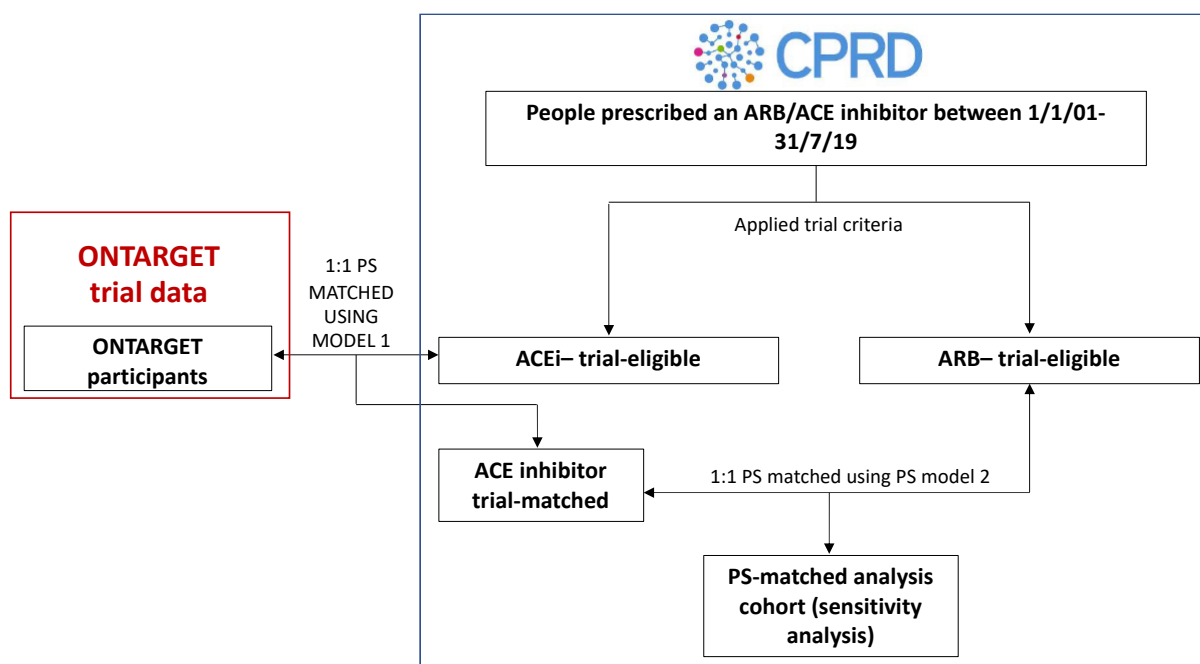 CPRD
People prescribed an ARB/ACE inhibitor between 1/1/01-
31/7/19
Applied trial criteria
ONTARGET
trial data
ONTARGET
participants
1:1 PS
MATCHED
USING
MODEL 1
ACEi– trial-eligible
ARB– trial-eligible
ACE inhibitor
trial-matched
1:1 PS matched using PS model 2
PS-matched analysis
cohort (sensitivity
analysis)